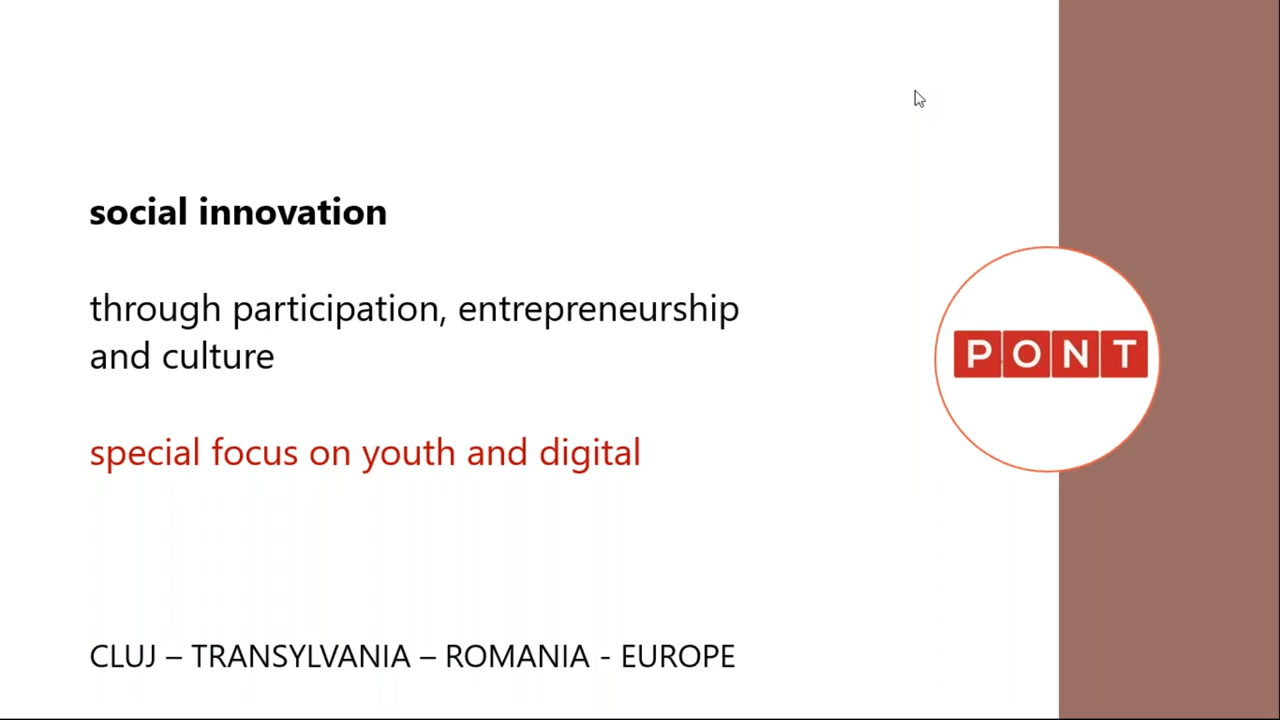 social innovation
through participation, entrepreneurship
and culture
special focus on youth and digital
PONT
CLUJ – TRANSYLVANIA – ROMANIA - EUROPE